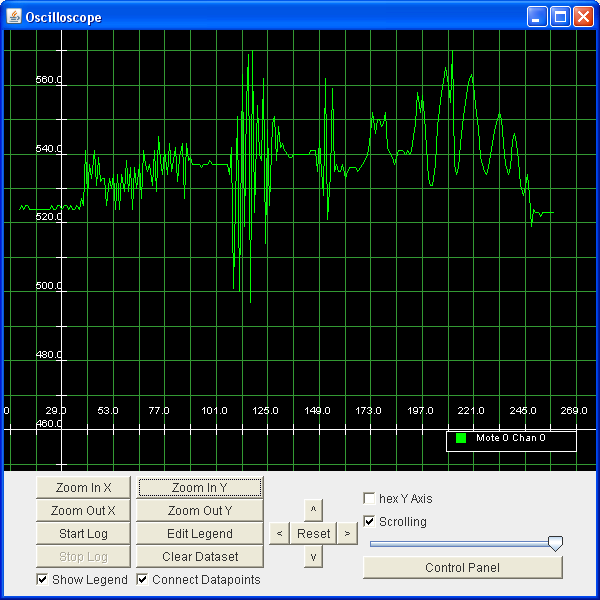 Oscilloscope
560.0
540.0
520.0
500.0
480.0
0 29.0 53.0 77.0 101.0 125.0 149.0 173.0 197.0 221.0 245.0 269.0
460.0
Mote 0 Chan 0
Zoom In X Zoom In Y
Zoom Out X Zoom Out Y ^ hex Y Axis
Start Log Edit Legend < Reset > Scrolling
Stop Log Clear Dataset v Control Panel
Show Legend Connect Datapoints